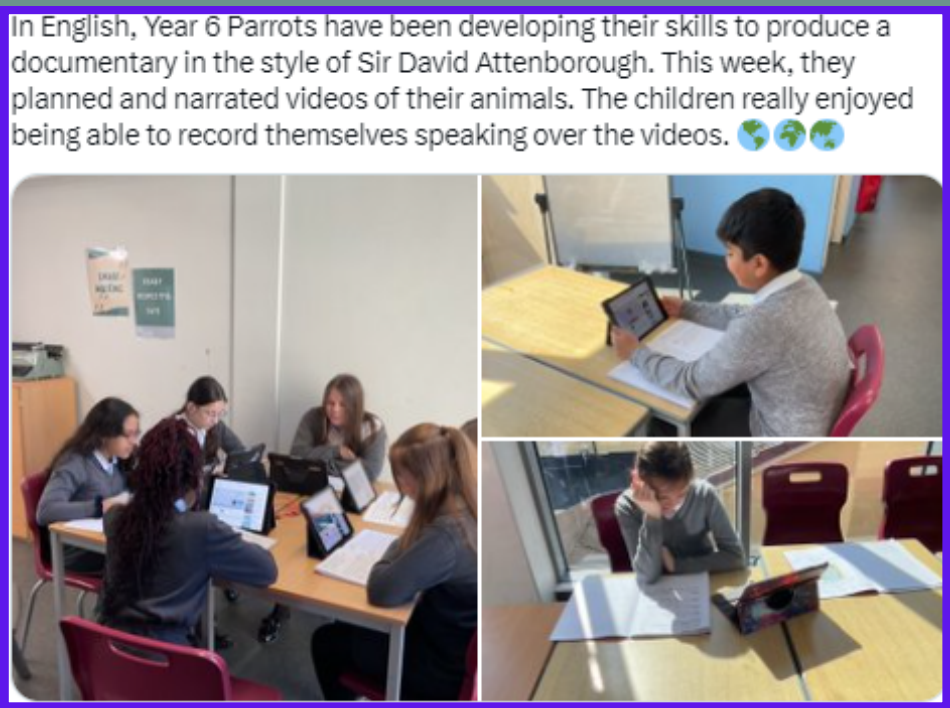 In English, Year 6 Parrots have been developing their skills to produce a
documentary in the style of Sir David Attenborough. This week, they
planned and narrated videos of their animals. The children really enjoyed
being able to record themselves speaking over the videos. 🌎🌍🌏